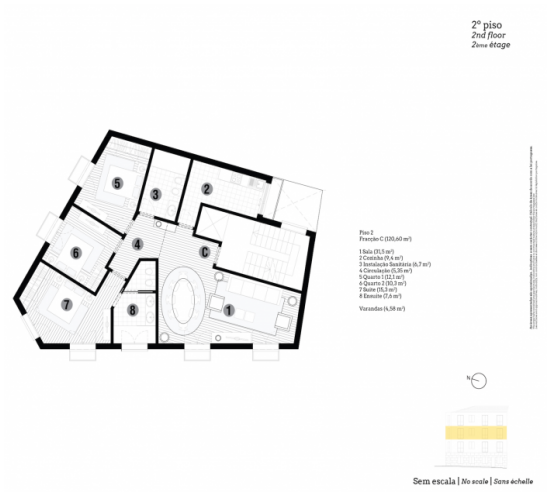 2º piso
2nd floor
2ème étage
5
3
2
6
4
C
7
8
1
Piso 2
Fracção C (120,60 m²)
1 Sala (31,5 m²)
2 Cozinha (9,4 m²)
3 Instalação Sanitária (6,7 m²)
4 Circulação (5,35 m²)
5 Quarto 1 (12,1 m²)
6 Quarto 2 (10,3 m²)
7 Suite (15,3 m²)
8 Ensuite (7,6 m²)
Varandas (4,58 m²)
N
Sem escala | No scale | Sans échelle